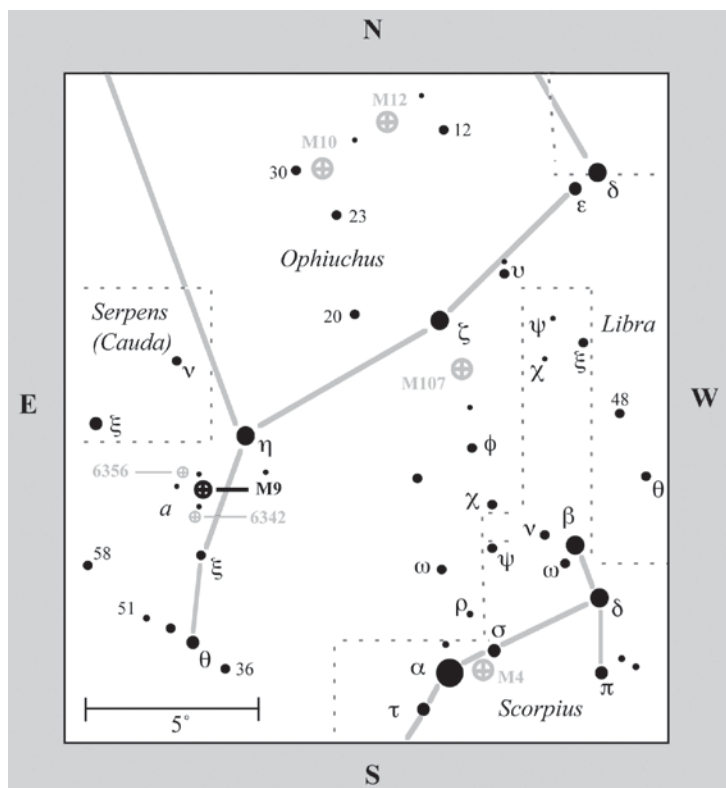 N
M12
12
M10
30
δ
ε
23
Ophiuchus
υ
Serpens
(Cauda)
20
ζ
ψ
Libra
ξ
χ
ν
M107
E
48
W
ξ
η
φ
6356
M9
θ
a
6342
χ
ν
β
58
ξ
ω
ψ
ω
51
ρ
δ
θ
σ
36
α
M4
π
5°
τ
Scorpius
S